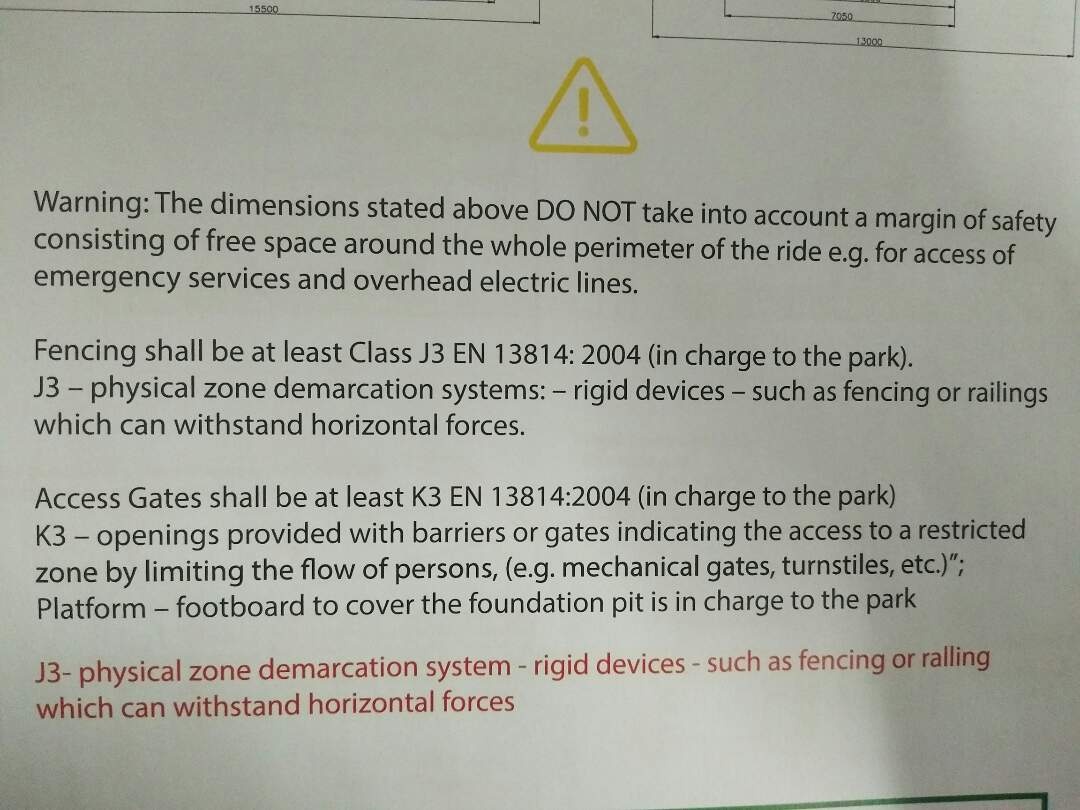 15500
7050
13000
Warning: The dimensions stated above DO NOT take into account a margin of safety
consisting of free space around the whole perimeter of the ride e.g. for access of
emergency services and overhead electric lines.
Fencing shall be at least Class J3 EN 13814: 2004 (in charge to the park).
J3 – physical zone demarcation systems: – rigid devices – such as fencing or railings
which can withstand horizontal forces.
Access Gates shall be at least K3 EN 13814:2004 (in charge to the park)
K3 – openings provided with barriers or gates indicating the access to a restricted
zone by limiting the flow of persons, (e.g. mechanical gates, turnstiles, etc.)”;
Platform – footboard to cover the foundation pit is in charge to the park
J3- physical zone demarcation system - rigid devices - such as fencing or ralling
which can withstand horizontal forces